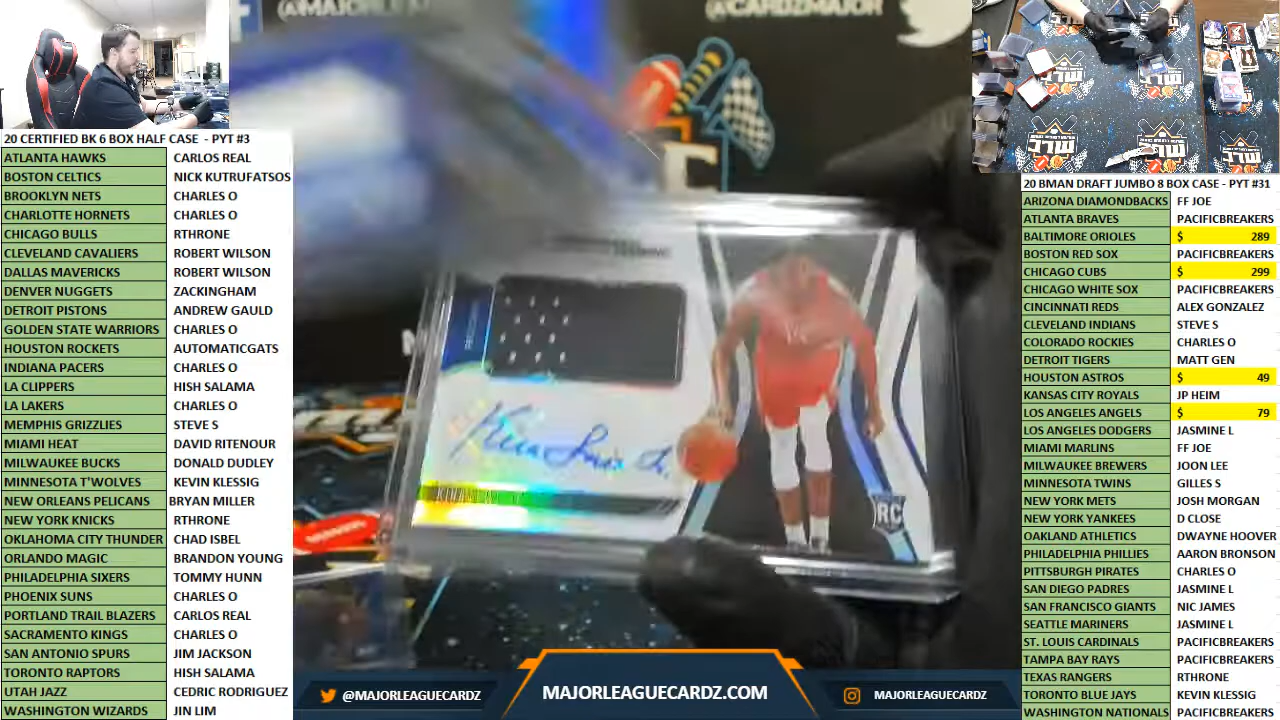 @MAJORLEAG
@CARDZMAJOR
20 CERTIFIED BK 6 BOX HALF CASE - PYT #3
ATLANTA HAWKS CARLOS REAL
BOSTON CELTICS NICK KUTRUFATSOS
BROOKLYN NETS CHARLES O
CHARLOTTE HORNETS CHARLES O
CHICAGO BULLS RTHRONE
CLEVELAND CAVALIERS ROBERT WILSON
DALLAS MAVERICKS ROBERT WILSON
DENVER NUGGETS ZACKINGHAM
DETROIT PISTONS ANDREW GAULD
GOLDEN STATE WARRIORS CHARLES O
HOUSTON ROCKETS AUTOMATICGATS
INDIANA PACERS CHARLES O
LA CLIPPERS HISH SALAMA
LA LAKERS CHARLES O
MEMPHIS GRIZZLIES STEVE S
MIAMI HEAT DAVID RITENOUR
MILWAUKEE BUCKS DONALD DUDLEY
MINNESOTA T'WOLVES KEVIN KLESSIG
NEW ORLEANS PELICANS BRYAN MILLER
NEW YORK KNICKS RTHRONE
OKLAHOMA CITY THUNDER CHAD ISBEL
ORLANDO MAGIC BRANDON YOUNG
PHILADELPHIA SIXERS TOMMY HUNN
PHOENIX SUNS CHARLES O
PORTLAND TRAIL BLAZERS CARLOS REAL
SACRAMENTO KINGS CHARLES O
SAN ANTONIO SPURS JIM JACKSON
TORONTO RAPTORS HISH SALAMA
UTAH JAZZ CEDRIC RODRIGUEZ
WASHINGTON WIZARDS JIN LIM
RC
@MAJORLEAGUECARDZ
MAJORLEAGUECARDZ.COM
MAJORLEAGUECARDZ
20 BMAN DRAFT JUMBO 8 BOX CASE - PYT #31
ARIZONA DIAMONDBACKS FF JOE
ATLANTA BRAVES PACIFICBREAKERS
BALTIMORE ORIOLES $ 289
BOSTON RED SOX PACIFICBREAKERS
CHICAGO CUBS $ 299
CHICAGO WHITE SOX PACIFICBREAKERS
CINCINNATI REDS ALEX GONZALEZ
CLEVELAND INDIANS STEVE S
COLORADO ROCKIES CHARLES O
DETROIT TIGERS MATT GEN
HOUSTON ASTROS $ 49
KANSAS CITY ROYALS JP HEIM
LOS ANGELES ANGELS $ 79
LOS ANGELES DODGERS JASMINE L
MIAMI MARLINS FF JOE
MILWAUKEE BREWERS JOON LEE
MINNESOTA TWINS GILLES S
NEW YORK METS JOSH MORGAN
NEW YORK YANKEES D CLOSE
OAKLAND ATHLETICS DWAYNE HOOVER
PHILADELPHIA PHILLIES AARON BRONSON
PITTSBURGH PIRATES CHARLES O
SAN DIEGO PADRES JASMINE L
SAN FRANCISCO GIANTS NIC JAMES
SEATTLE MARINERS JASMINE L
ST. LOUIS CARDINALS PACIFICBREAKERS
TAMPA BAY RAYS PACIFICBREAKERS
TEXAS RANGERS RTHRONE
TORONTO BLUE JAYS KEVIN KLESSIG
WASHINGTON NATIONALS PACIFICBREAKERS